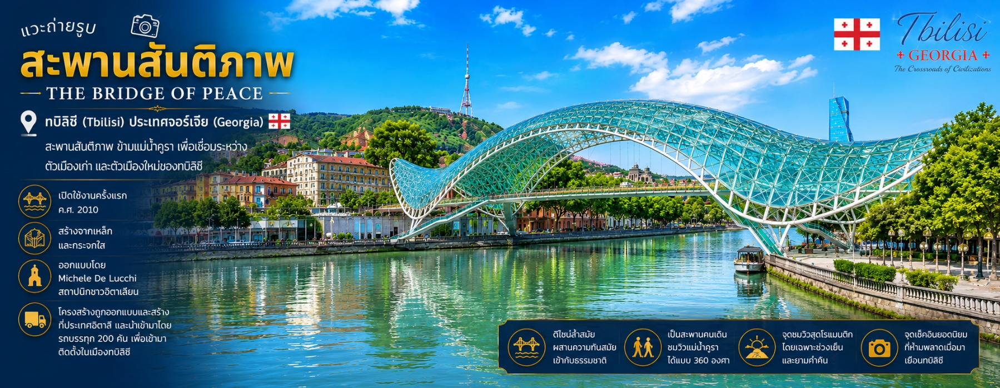 แวะถ่ายรูป
สะพานสันติภาพ
THE BRIDGE OF PEACE
ทบิลิซี (Tbilisi) ประเทศจอร์เจีย (Georgia)
สะพานสันติภาพ ข้ามแม่น้ำคูรา เพื่อเชื่อมระหว่าง
ตัวเมืองเก่า และตัวเมืองใหม่ของทบิลิซี
เปิดใช้งานครั้งแรก
ค.ศ. 2010
สร้างจากเหล็ก
และกระจกใส
ออกแบบโดย
Michele De Lucchi
สถาปนิกชาวอิตาเลียน
โครงสร้างถูกออกแบบและสร้าง
ที่ประเทศอิตาลี และนำเข้ามาโดย
รถบรรทุก 200 คัน เพื่อเข้ามา
ติดตั้งในเมืองทบิลิซี
Tbilisi
GEORGIA
The Crossroads of Civilizations
ดีไซน์ล้ำสมัย
ผสานความทันสมัย
เข้ากับธรรมชาติ
เป็นสะพานคนเดิน
ชมวิวแม่น้ำคูรา
ได้แบบ 360 องศา
จุดชมวิวสุดโรแมนติก
โดยเฉพาะช่วงเย็น
และยามค่ำคืน
จุดเช็คอินยอดนิยม
ที่ห้ามพลาดเมื่อมา
เยือนทบิลิซี